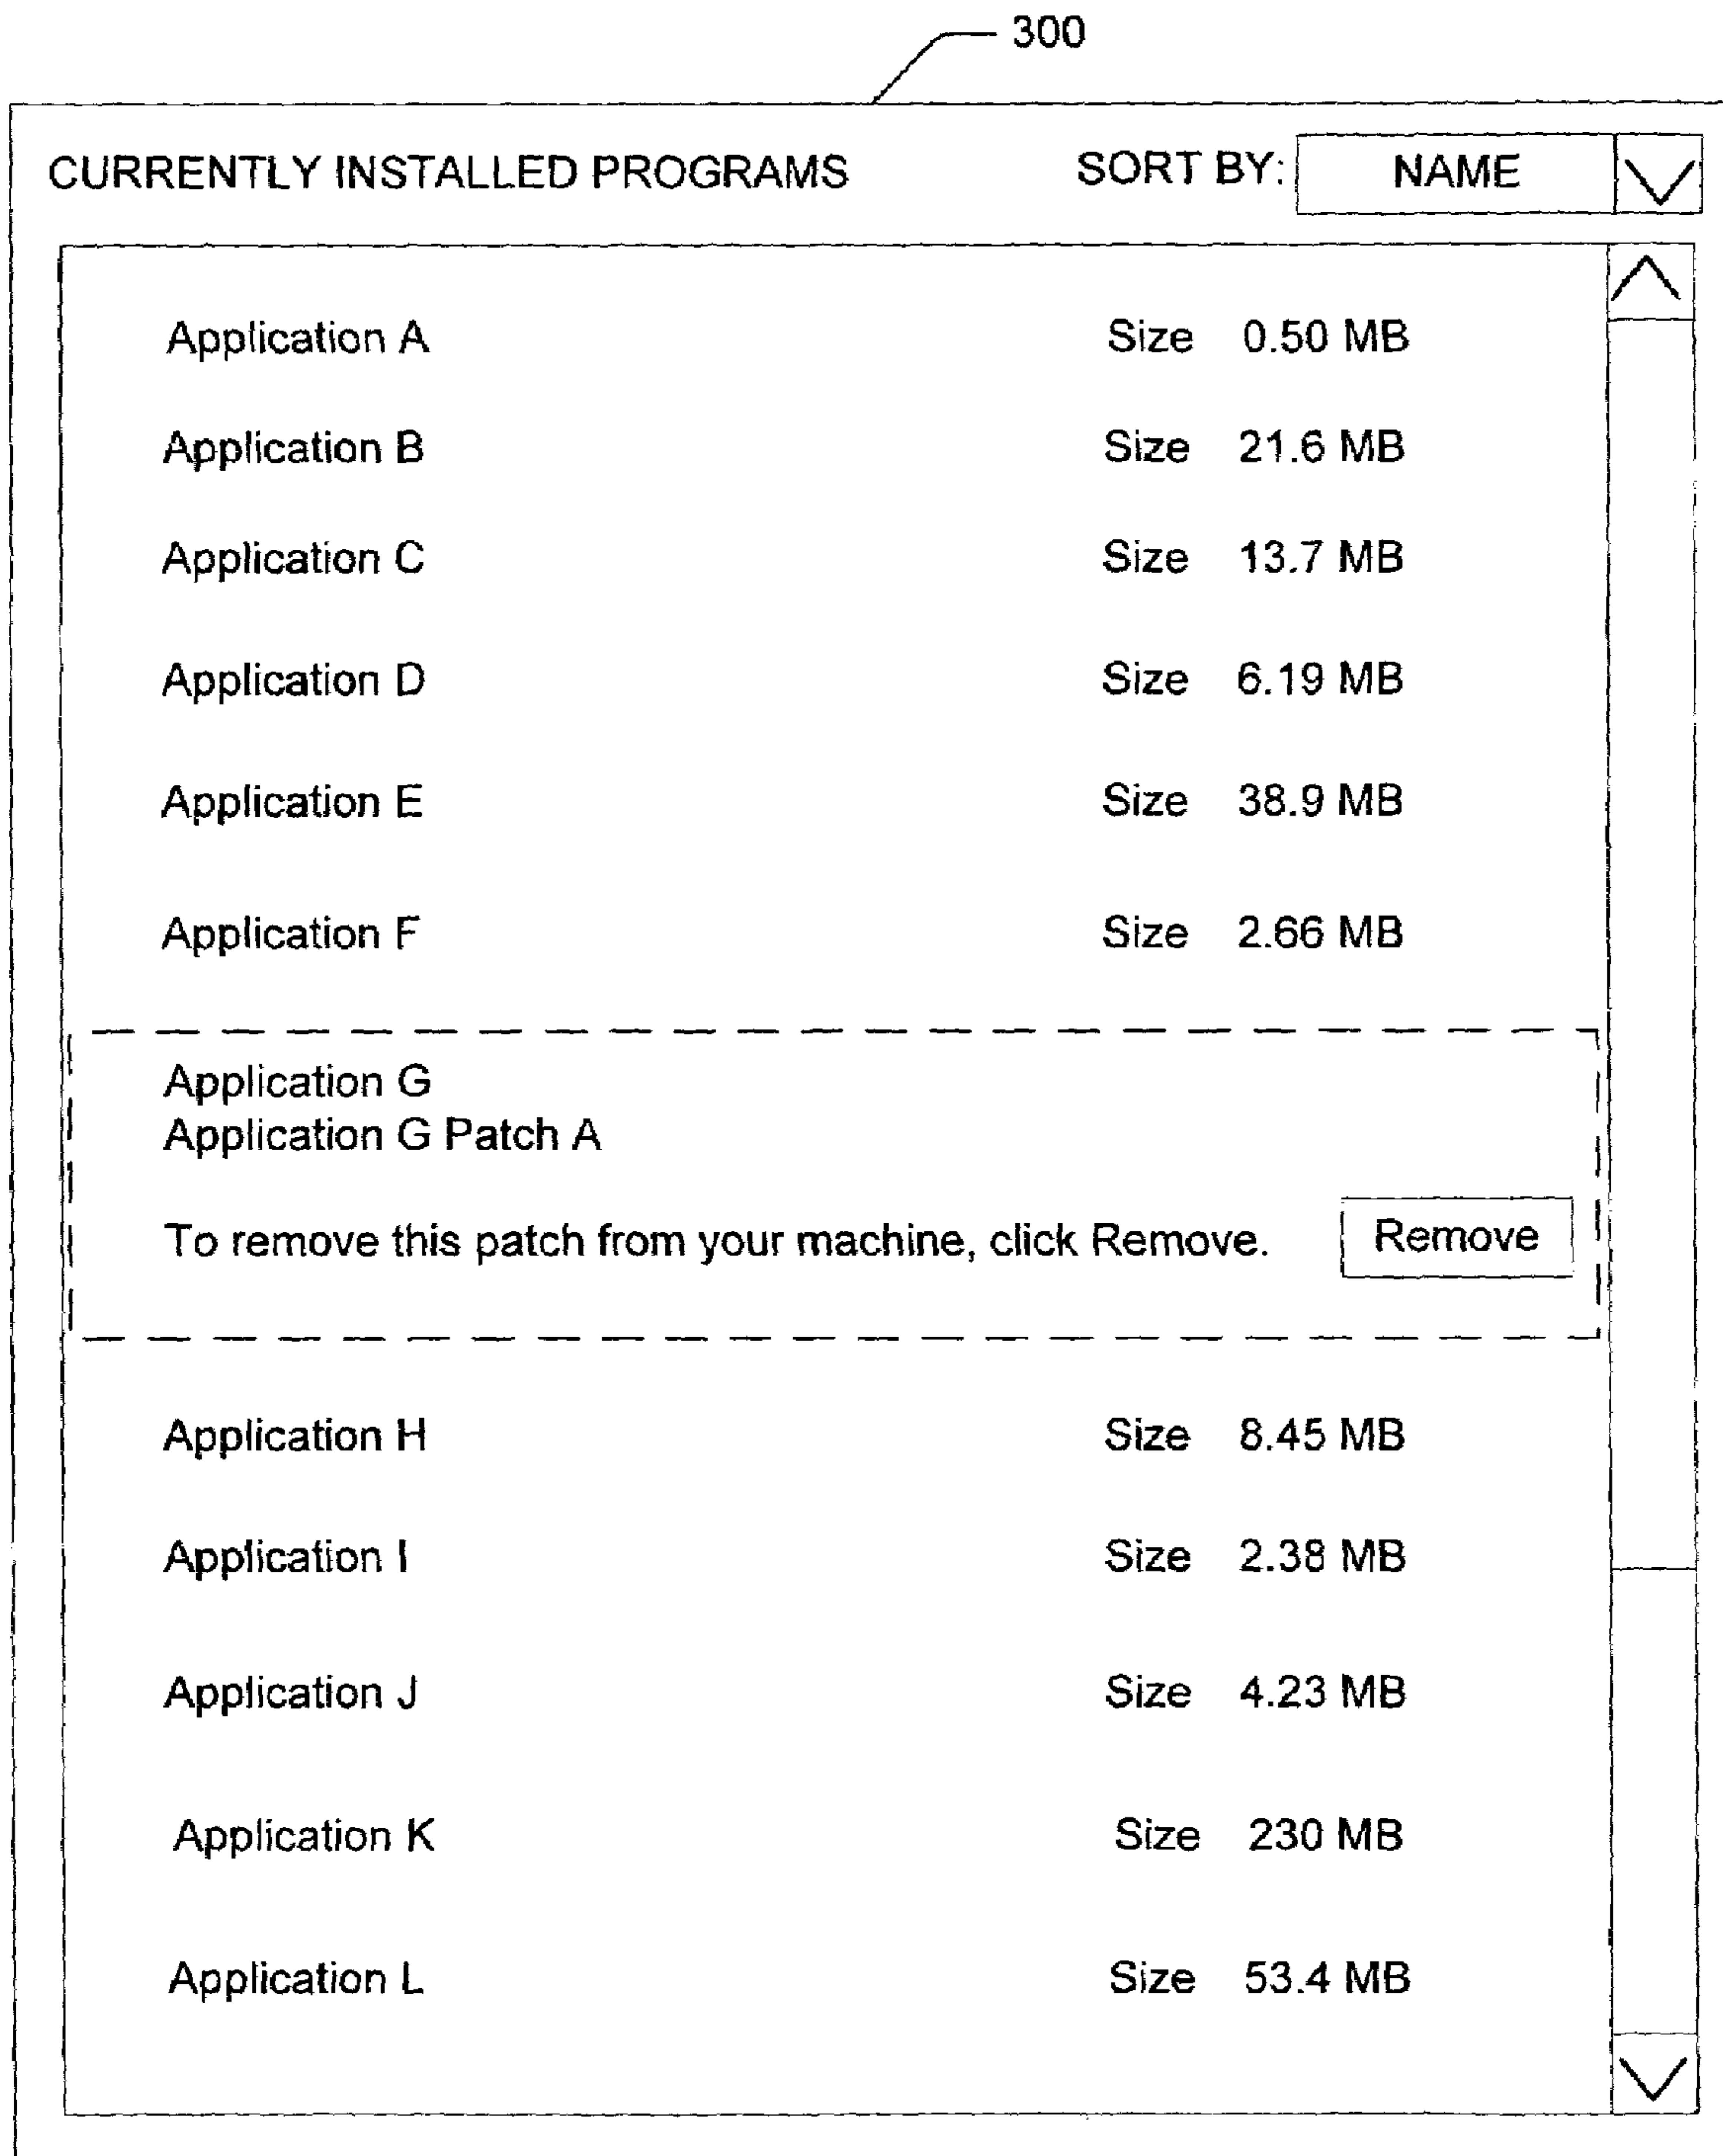 300
CURRENTLY INSTALLED PROGRAMS SORT BY: NAME
Application A Size 0.50 MB
Application B Size 21.6 MB
Application C Size 13.7 MB
Application D Size 6.19 MB
Application E Size 38.9 MB
Application F Size 2.66 MB
Application G
Application G Patch A
To remove this patch from your machine, click Remove. Remove
Application H Size 8.45 MB
Application I Size 2.38 MB
Application J Size 4.23 MB
Application K Size 230 MB
Application L Size 53.4 MB